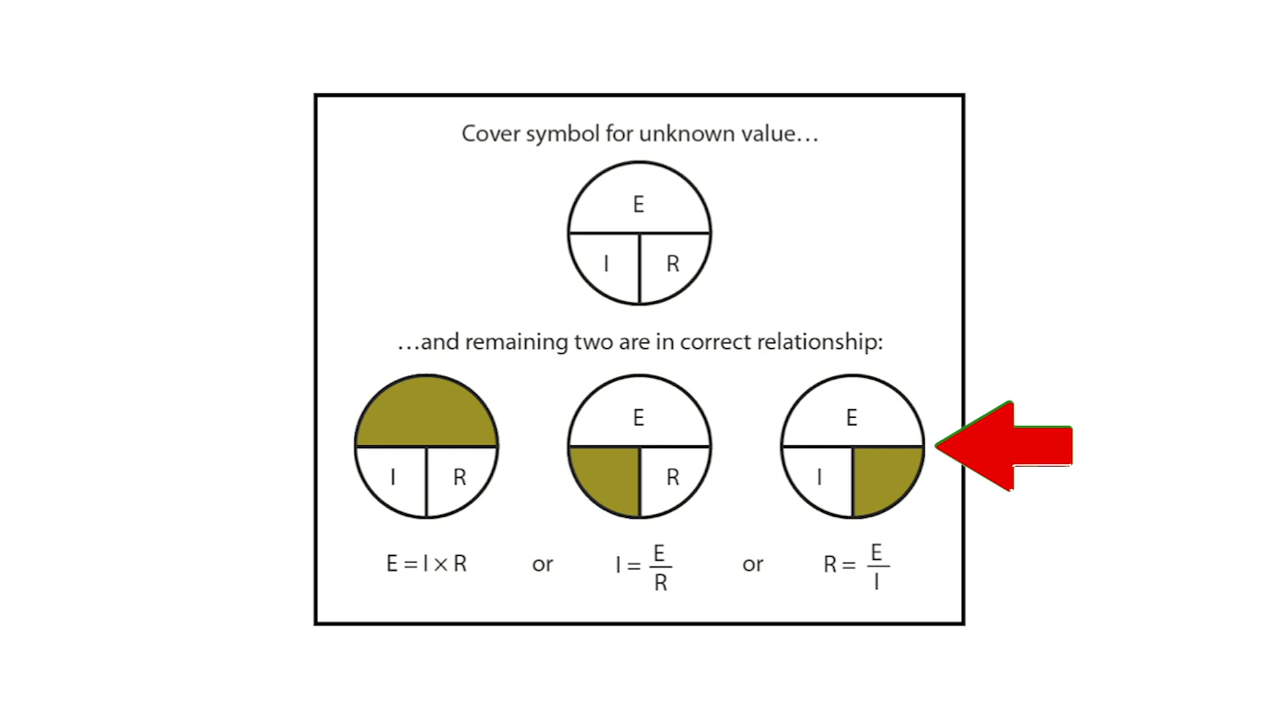 Cover symbol for unknown value…
E
I R
…and remaining two are in correct relationship:
I R
E
R
E
I
E = I × R or I = E/R or R = E/I